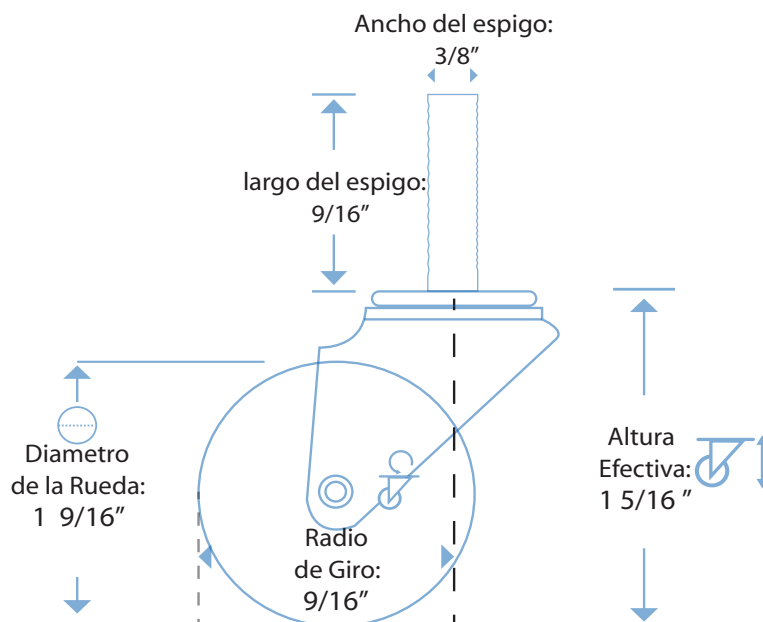 Ancho del espigo:
3/8”
largo del espigo:
9/16”
Diametro
de la Rueda:
1 9/16”
Altura
Efectiva:
1 5/16 ”
Radio
de Giro:
9/16”